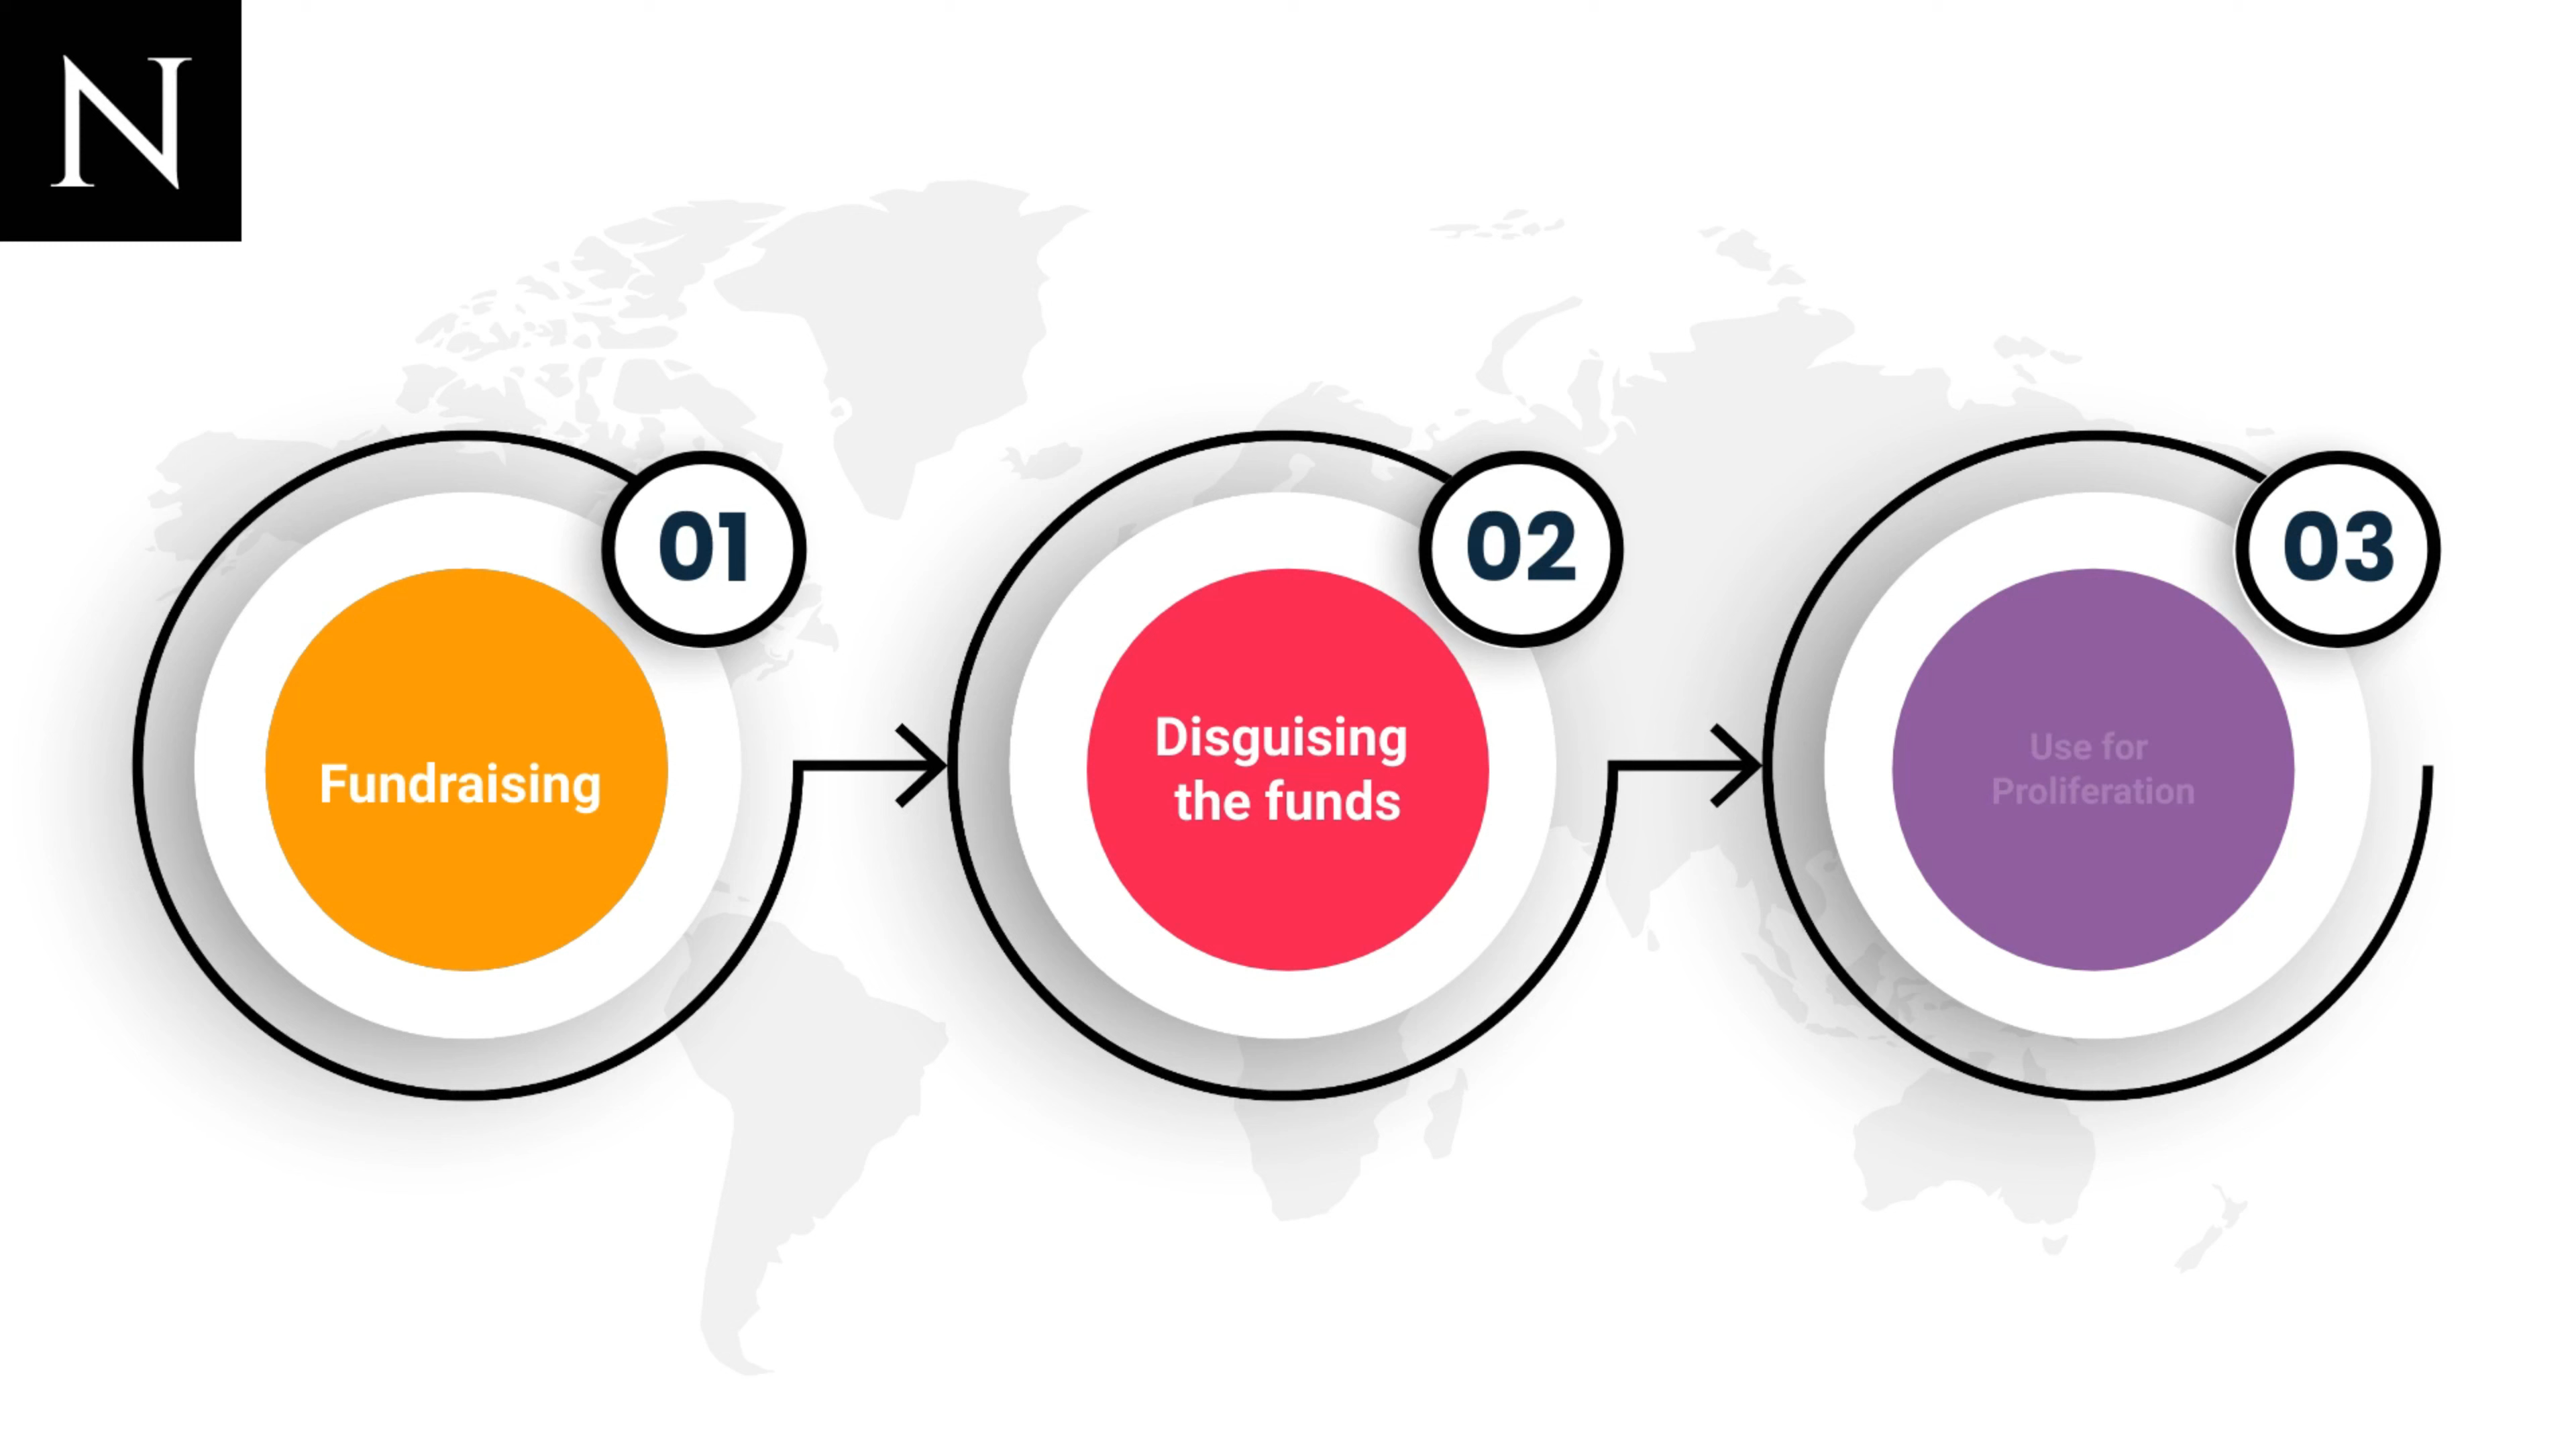 N
01
Fundraising
02
Disguising
the funds
03
Use for
Proliferation